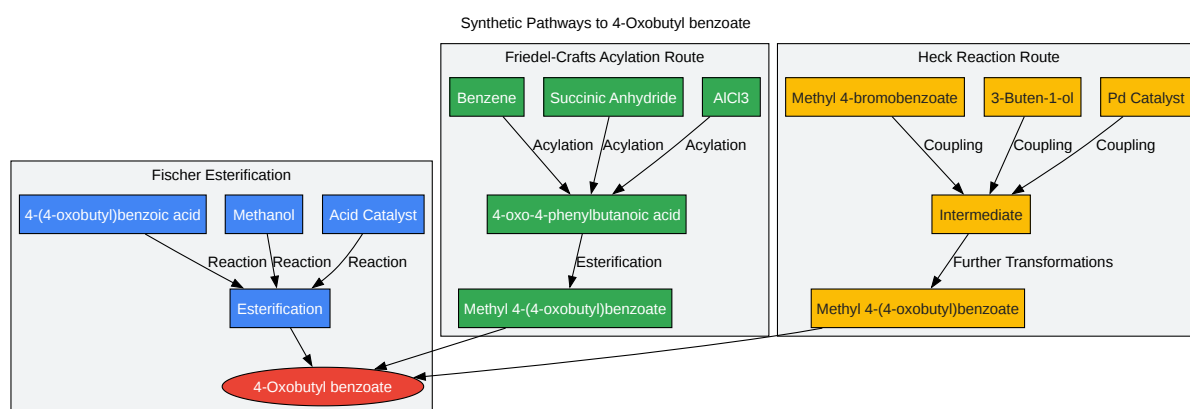 Synthetic Pathways to 4-Oxobutyl benzoate
Friedel-Crafts Acylation Route
Benzene
Succinic Anhydride
AlCl3
Acylation
Acylation
Acylation
4-oxo-4-phenylbutanoic acid
Esterification
Methyl 4-(4-oxobutyl)benzoate
Heck Reaction Route
Methyl 4-bromobenzoate
3-Buten-1-ol
Pd Catalyst
Coupling
Coupling
Coupling
Intermediate
Further Transformations
Methyl 4-(4-oxobutyl)benzoate
Fischer Esterification
4-(4-oxobutyl)benzoic acid
Methanol
Acid Catalyst
Reaction
Reaction
Reaction
Esterification
4-Oxobutyl benzoate